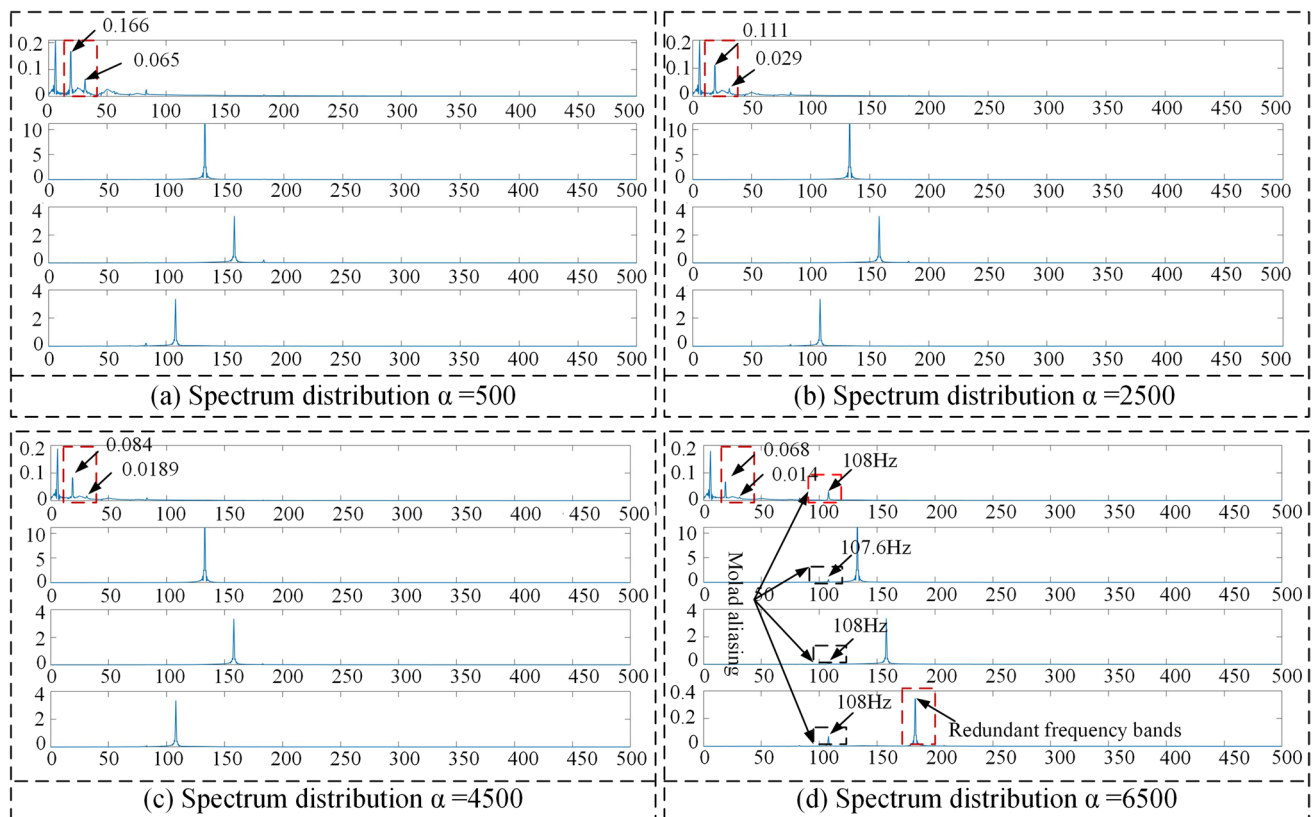 0.166
0.065
0.2
0.1
0
0 50 100 150 200 250 300 350 400 450 500
10
5
0
0 50 100 150 200 250 300 350 400 450 500
4
2
0
0 50 100 150 200 250 300 350 400 450 500
4
2
0
0 50 100 150 200 250 300 350 400 450 500
(a) Spectrum distribution α =500
0.111
0.029
0.2
0.1
0
0 50 100 150 200 250 300 350 400 450 500
10
5
0
0 50 100 150 200 250 300 350 400 450 500
4
2
0
0 50 100 150 200 250 300 350 400 450 500
4
2
0
0 50 100 150 200 250 300 350 400 450 500
(b) Spectrum distribution α =2500
0.084
0.0189
0.2
0.1
0
0 50 100 150 200 250 300 350 400 450 500
10
5
0
0 50 100 150 200 250 300 350 400 450 500
4
2
0
0 50 100 150 200 250 300 350 400 450 500
4
2
0
0 50 100 150 200 250 300 350 400 450 500
(c) Spectrum distribution α =4500
0.068
0.014
108Hz
0.2
0.1
0
0 50 100 150 200 250 300 350 400 450 500
107.6Hz
10
5
0
0 50 100 150 200 250 300 350 400 450 500
Molad aliasing
108Hz
4
2
0
0 50 100 150 200 250 300 350 400 450 500
108Hz
Redundant frequency bands
0.4
0.2
0
0 50 100 150 200 250 300 350 400 450 500
(d) Spectrum distribution α =6500